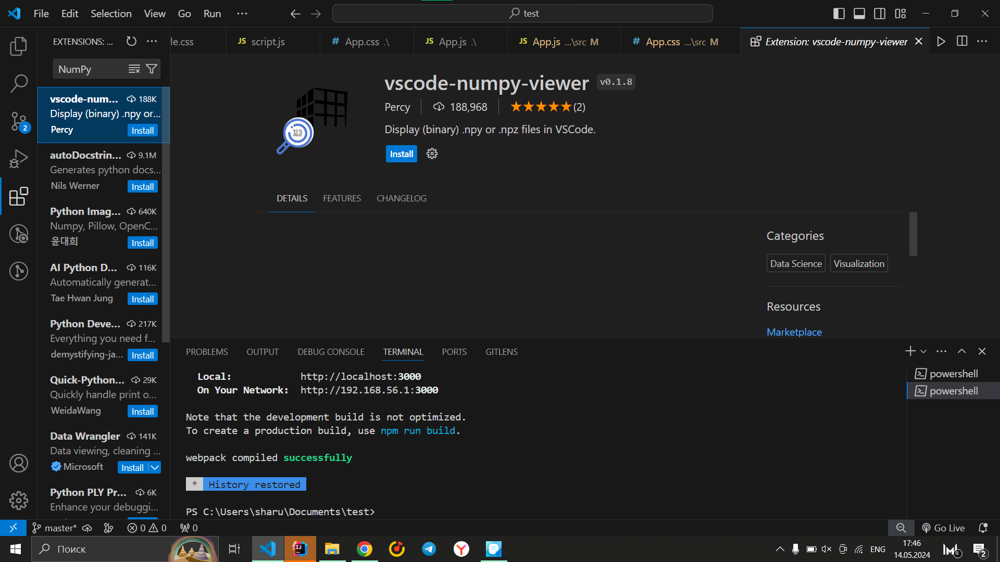 File Edit Selection View Go Run ···
test
EXTENSIONS: ...
le.css
JS script.js
# App.css .\
JS App.js .\
JS App.js ...\src M
# App.css ...\src M
Extension: vscode-numpy-viewer
NumPy
vscode-num... 188K
Display (binary) .npy or...
Percy Install
autoDocstrin... 9.1M
Generates python docs...
Nils Werner Install
Python Imag... 640K
Numpy, Pillow, OpenC...
윤대희 Install
AI Python D... 116K
Automatically generat...
Tae Hwan Jung Install
Python Deve... 217K
Everything you need f...
demystifying-ja... Install
Quick-Python... 29K
Quickly handle print o...
WeidaWang Install
Data Wrangler 141K
Data viewing, cleaning ...
Microsoft Install
Python PLY Pr... 6K
Enhance your debuggi...
2
vscode-numpy-viewer v0.1.8
Percy 188,968 ★★★★★(2)
Display (binary) .npy or .npz files in VSCode.
Install
123
DETAILS FEATURES CHANGELOG
Categories
Data Science Visualization
Resources
Marketplace
PROBLEMS OUTPUT DEBUG CONSOLE TERMINAL PORTS GITLENS
Local: http://localhost:3000
On Your Network: http://192.168.56.1:3000
Note that the development build is not optimized.
To create a production build, use npm run build.
webpack compiled successfully
* History restored
PS C:\Users\sharu\Documents\test>
powershell
powershell
master* 0 0 0
Go Live
Поиск
IJ
ENG
17:46
14.05.2024
2